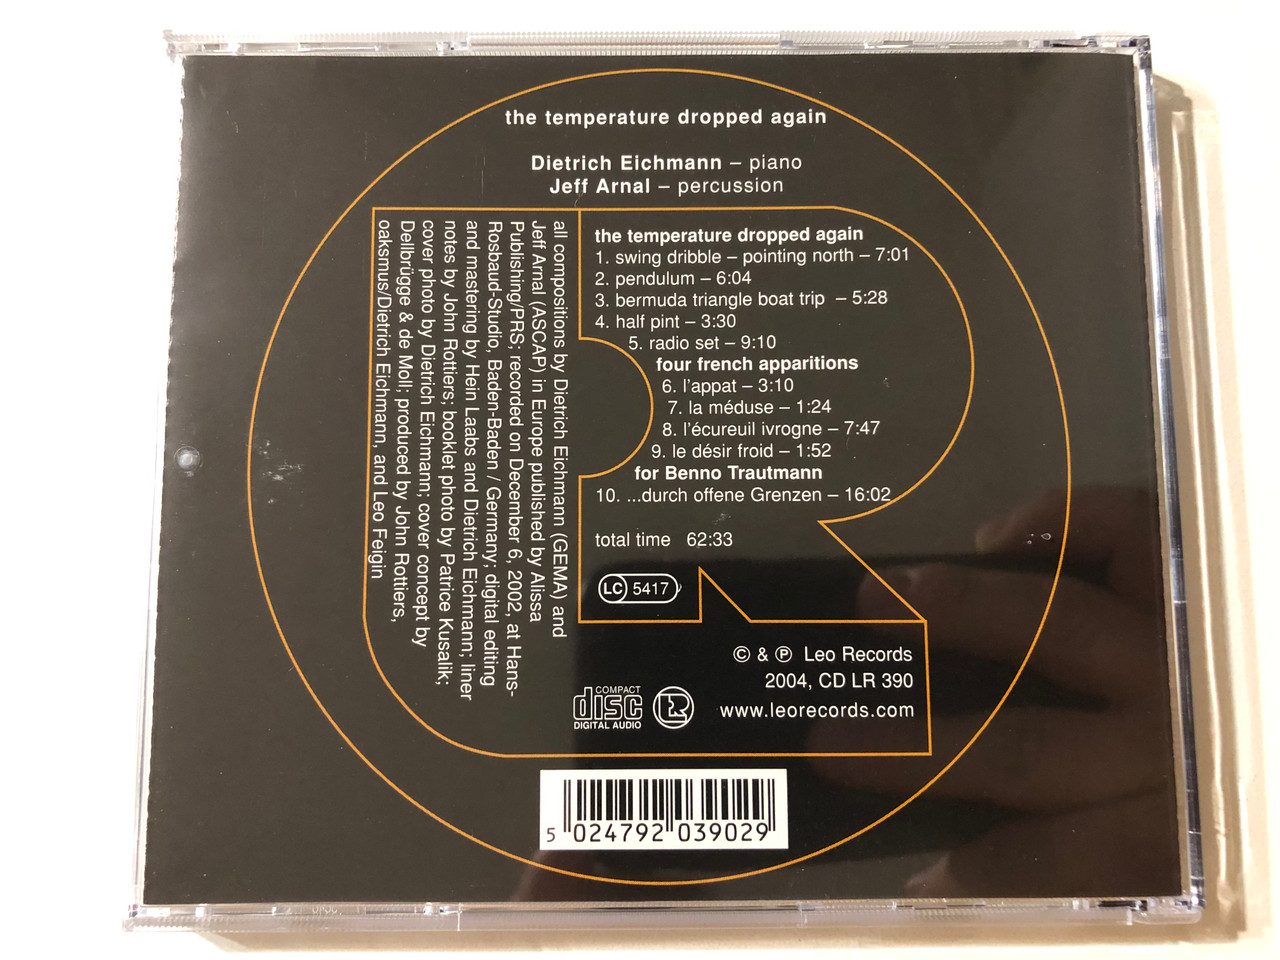 the temperature dropped again
Dietrich Eichmann – piano
Jeff Arnal – percussion
all compositions by Dietrich Eichmann (GEMA) and
Jeff Arnal (ASCAP) in Europe published by Alissa
Publishing/PRS; recorded on December 6, 2002, at Hans-
Rosbaud-Studio, Baden-Baden / Germany; digital editing
and mastering by Hein Laabs and Dietrich Eichmann; liner
notes by John Rottiers; booklet photo by Patrice Kusalik;
cover photo by Dietrich Eichmann; cover concept by
Dellbrügge & de Moll; produced by John Rottiers,
oaksmus/Dietrich Eichmann, and Leo Feigin
the temperature dropped again
1. swing dribble – pointing north – 7:01
2. pendulum – 6:04
3. bermuda triangle boat trip – 5:28
4. half pint – 3:30
5. radio set – 9:10
four french apparitions
6. l'appat – 3:10
7. la méduse – 1:24
8. l'écureuil ivrogne – 7:47
9. le désir froid – 1:52
for Benno Trautmann
10. ...durch offene Grenzen – 16:02
total time 62:33
LC 5417
© & ℗ Leo Records
2004, CD LR 390
www.leorecords.com
COMPACT
disc
DIGITAL AUDIO
5 024792 039029